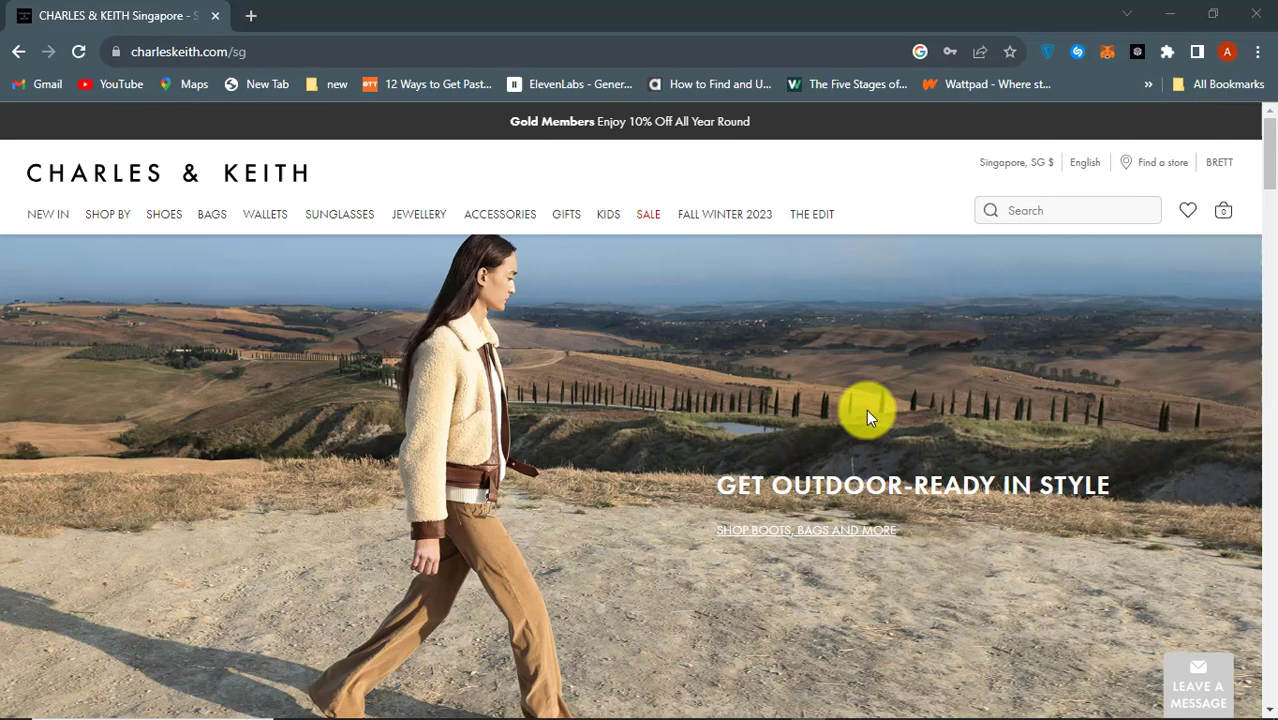 CHARLES & KEITH Singapore - S
charleskeith.com/sg
A
Gmail
YouTube
Maps
New Tab
new
OTT
12 Ways to Get Past...
ElevenLabs - Gener...
How to Find and U...
The Five Stages of...
Wattpad - Where st...
»
All Bookmarks
Gold Members Enjoy 10% Off All Year Round
CHARLES & KEITH
Singapore, SG $
English
Find a store
BRETT
NEW IN
SHOP BY
SHOES
BAGS
WALLETS
SUNGLASSES
JEWELLERY
ACCESSORIES
GIFTS
KIDS
SALE
FALL WINTER 2023
THE EDIT
Search
0
GET OUTDOOR-READY IN STYLE
SHOP BOOTS, BAGS AND MORE
LEAVE A
MESSAGE